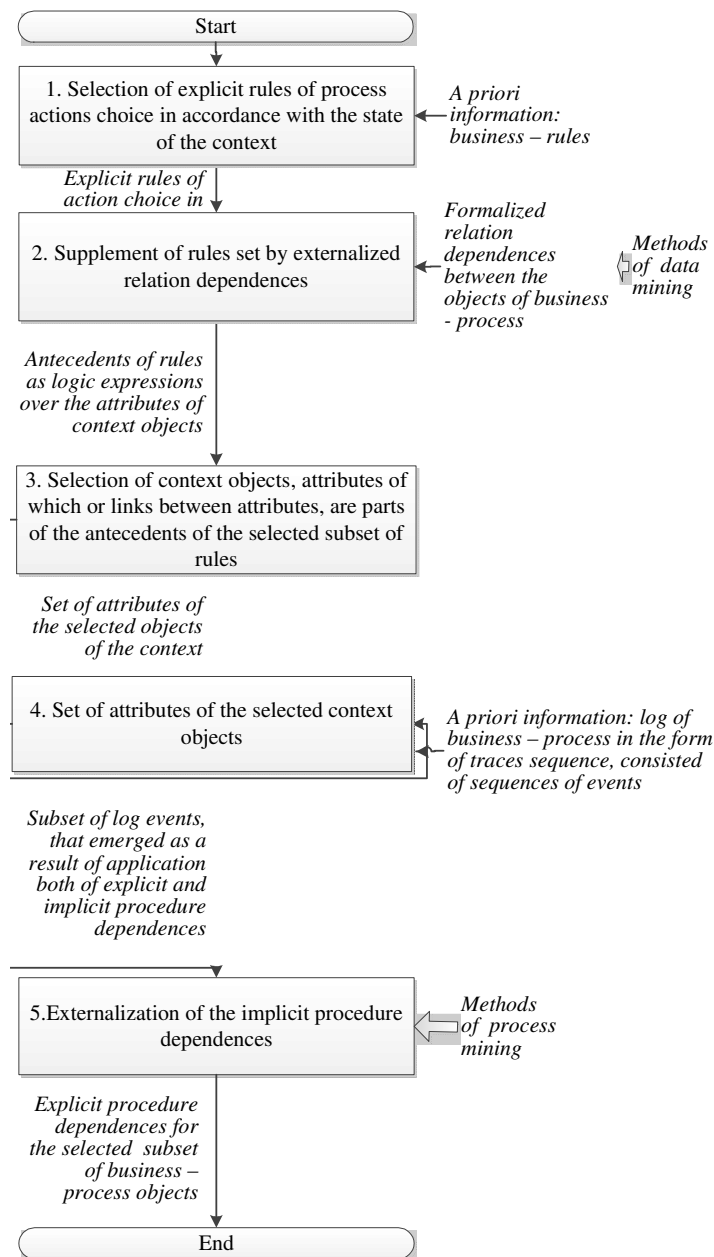 Start
1. Selection of explicit rules of process
actions choice in accordance with the state
of the context
A priori
information:
business – rules
Explicit rules of
action choice in
2. Supplement of rules set by externalized
relation dependences
Formalized
relation
dependences
between the
objects of business
- process
Methods
of data
mining
Antecedents of rules
as logic expressions
over the attributes of
context objects
3. Selection of context objects, attributes of
which or links between attributes, are parts
of the antecedents of the selected subset of
rules
Set of attributes of
the selected objects
of the context
4. Set of attributes of the selected context
objects
A priori information: log of
business – process in the form
of traces sequence, consisted
of sequences of events
Subset of log events,
that emerged as a
result of application
both of explicit and
implicit procedure
dependences
5.Externalization of the implicit procedure
dependences
Methods
of process
mining
Explicit procedure
dependences for
the selected subset
of business –
process objects
End